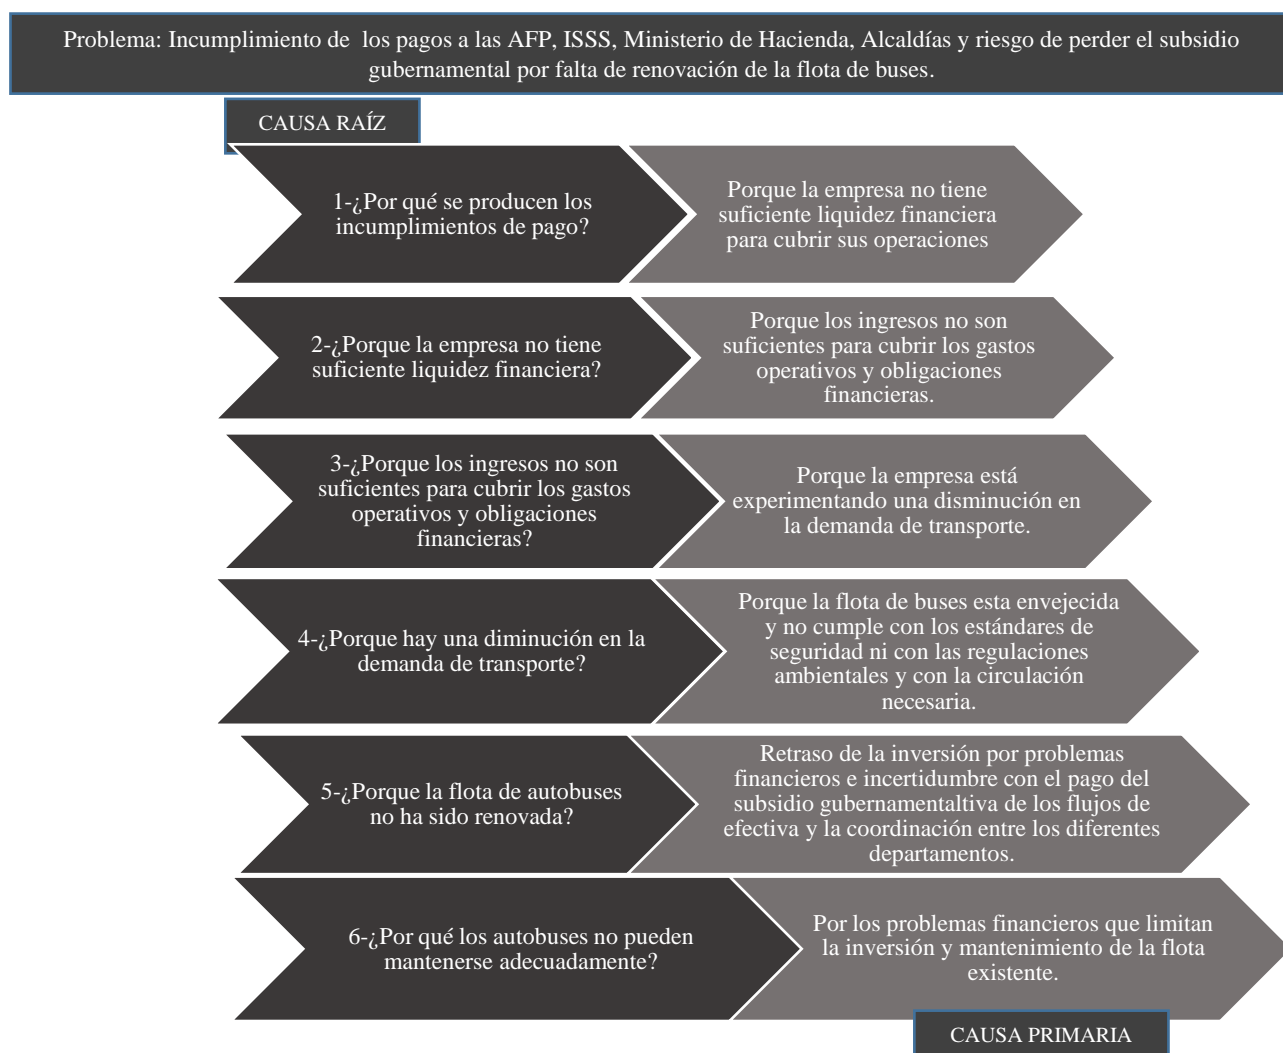 Problema: Incumplimiento de los pagos a las AFP, ISSS, Ministerio de Hacienda, Alcaldías y riesgo de perder el subsidio
gubernamental por falta de renovación de la flota de buses.
CAUSA RAÍZ
1-¿Por qué se producen los
incumplimientos de pago?
Porque la empresa no tiene
suficiente liquidez financiera
para cubrir sus operaciones
2-¿Porque la empresa no tiene
suficiente liquidez financiera?
Porque los ingresos no son
suficientes para cubrir los gastos
operativos y obligaciones
financieras.
3-¿Porque los ingresos no son
suficientes para cubrir los gastos
operativos y obligaciones
financieras?
Porque la empresa está
experimentando una disminución en
la demanda de transporte.
4-¿Porque hay una diminución en la
demanda de transporte?
Porque la flota de buses esta envejecida
y no cumple con los estándares de
seguridad ni con las regulaciones
ambientales y con la circulación
necesaria.
5-¿Porque la flota de autobuses
no ha sido renovada?
Retraso de la inversión por problemas
financieros e incertidumbre con el pago del
subsidio gubernamentaltiva de los flujos de
efectiva y la coordinación entre los diferentes
departamentos.
6-¿Por qué los autobuses no pueden
mantenerse adecuadamente?
Por los problemas financieros que limitan
la inversión y mantenimiento de la flota
existente.
CAUSA PRIMARIA